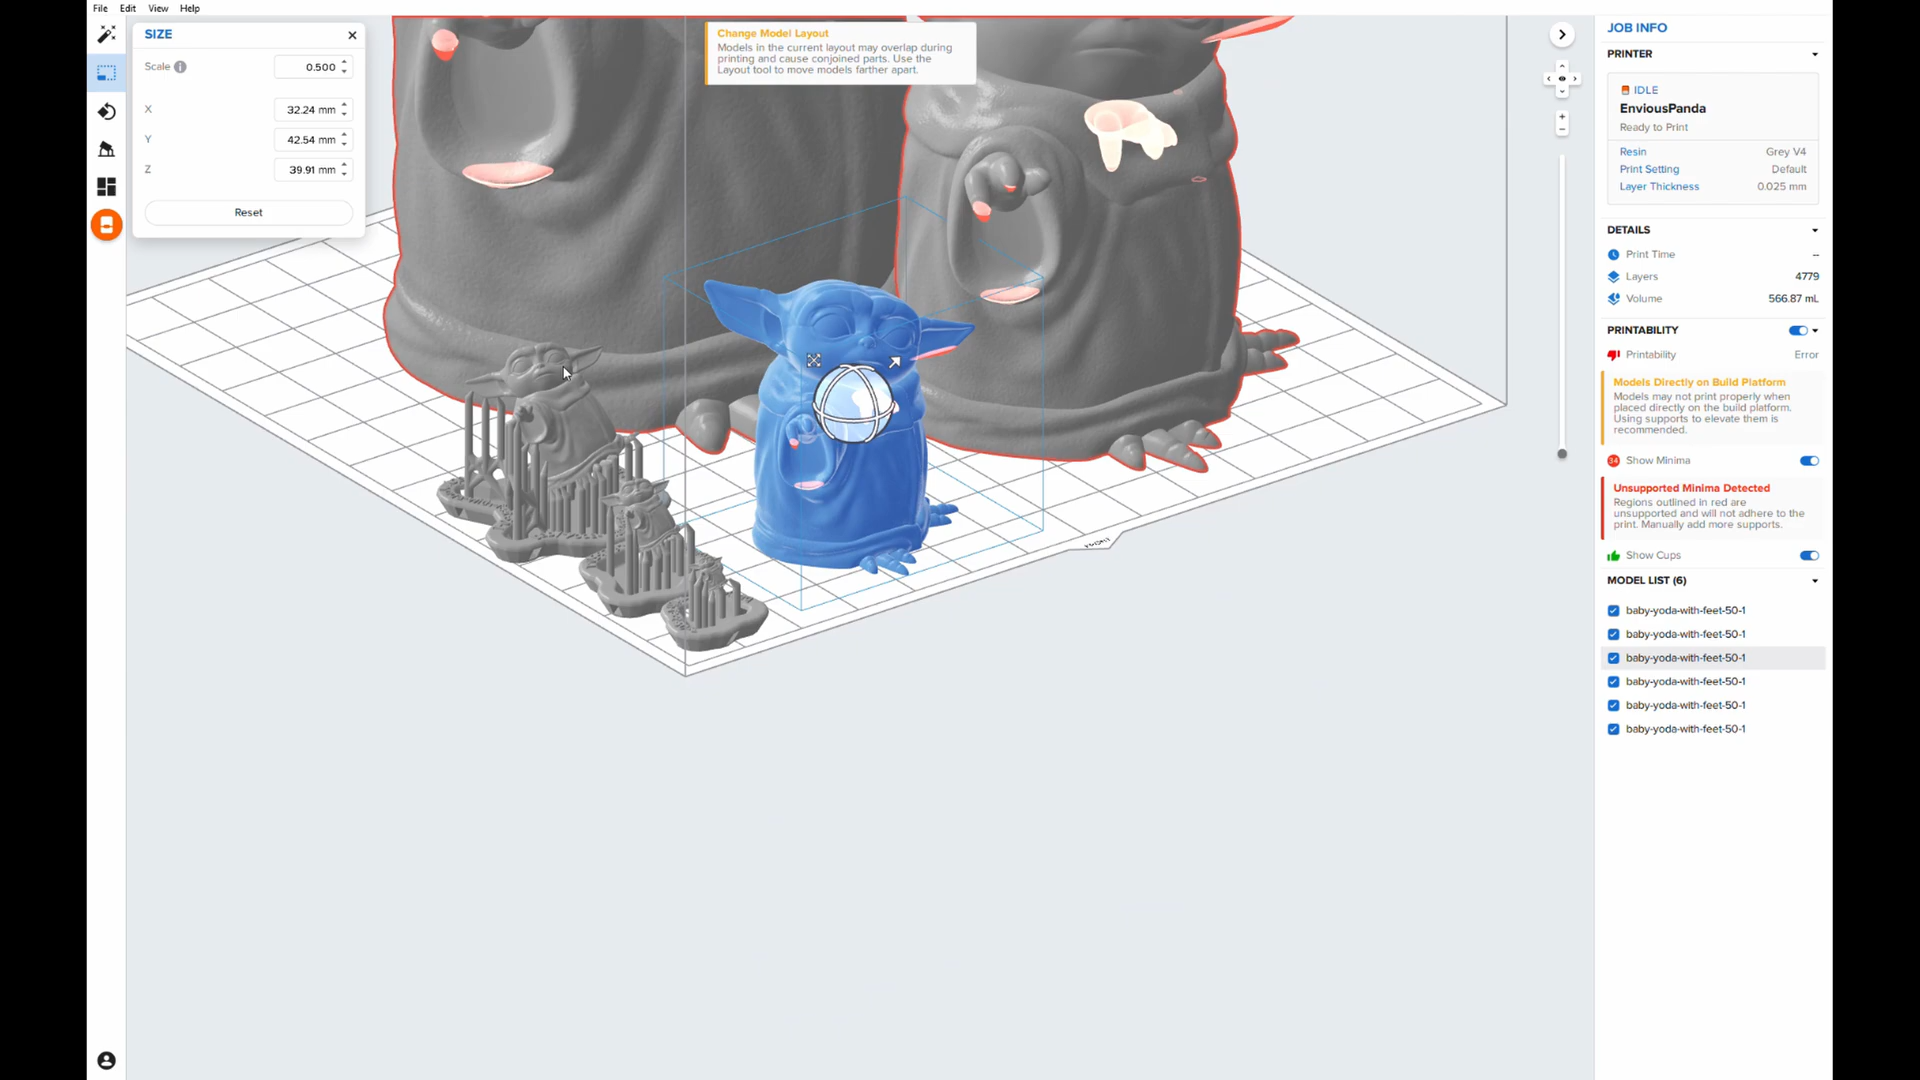 File Edit View Help
SIZE
Scale
0.500
X
32.24 mm
Y
42.54 mm
Z
39.91 mm
Reset
Change Model Layout
Models in the current layout may overlap during
printing and cause conjoined parts. Use the
Layout tool to move models farther apart.
FRONT
JOB INFO
PRINTER
IDLE
EnviousPanda
Ready to Print
Resin Grey V4
Print Setting Default
Layer Thickness 0.025 mm
DETAILS
Print Time --
Layers 4779
Volume 566.87 mL
PRINTABILITY
Printability Error
Models Directly on Build Platform
Models may not print properly when
placed directly on the build platform.
Using supports to elevate them is
recommended.
34 Show Minima
Unsupported Minima Detected
Regions outlined in red are
unsupported and will not adhere to the
print. Manually add more supports.
Show Cups
MODEL LIST (6)
baby-yoda-with-feet-50-1
baby-yoda-with-feet-50-1
baby-yoda-with-feet-50-1
baby-yoda-with-feet-50-1
baby-yoda-with-feet-50-1
baby-yoda-with-feet-50-1